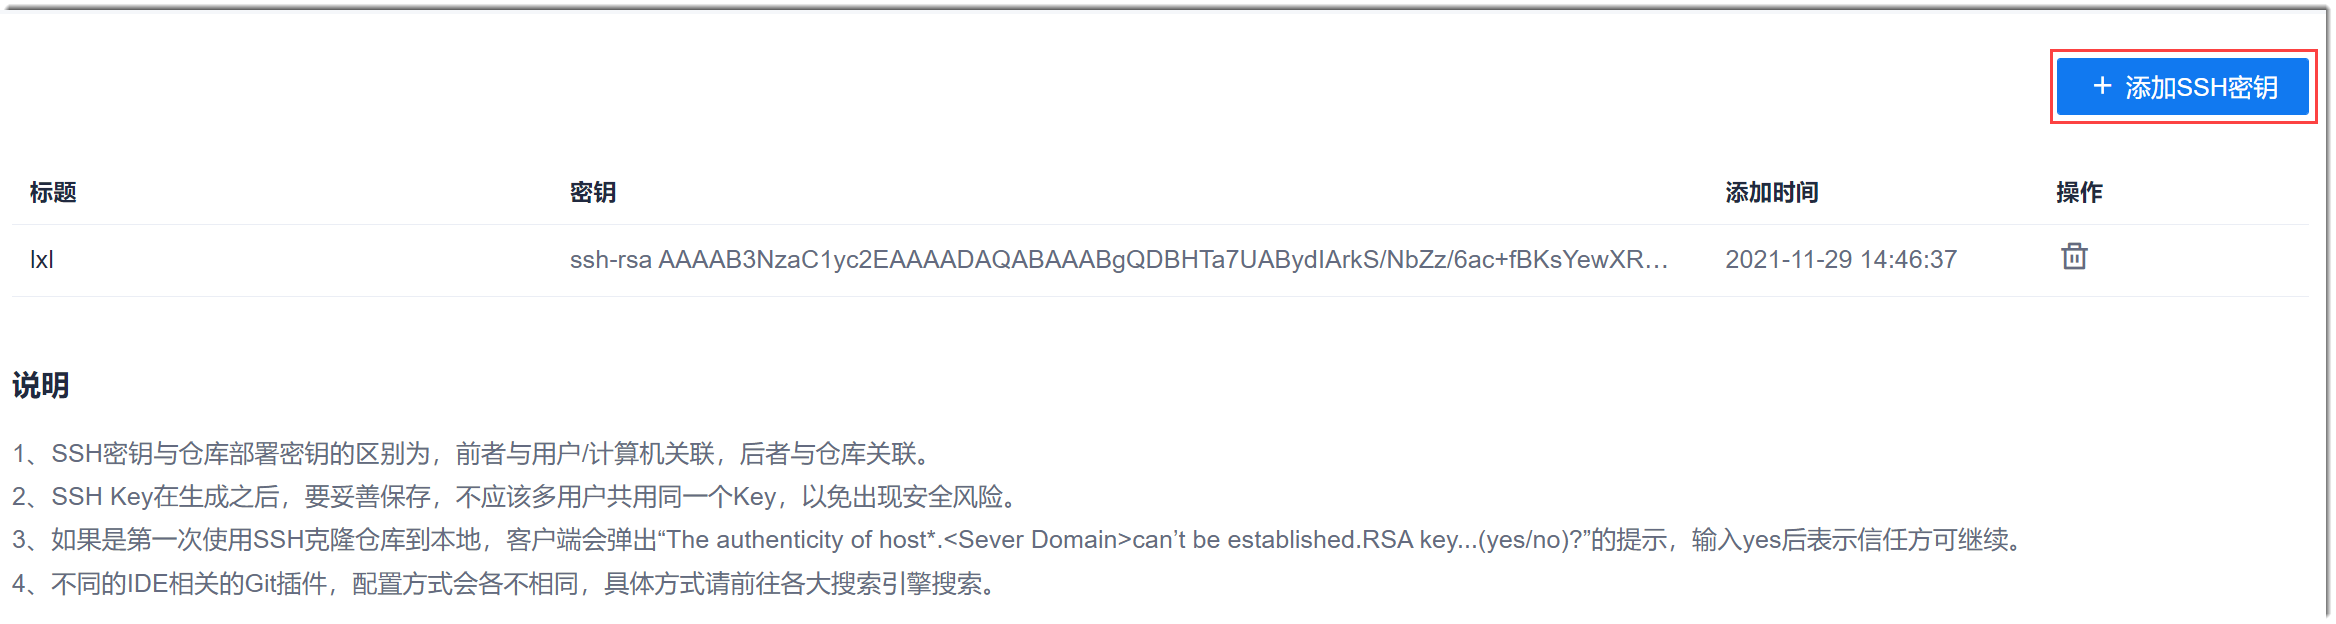 + 添加SSH密钥
标题 密钥 添加时间 操作
lxl ssh-rsa AAAAB3NzaC1yc2EAAAADAQABAAABgQDBHTa7UABydIArkS/NbZz/6ac+fBKsYewXR... 2021-11-29 14:46:37
说明
1、SSH密钥与仓库部署密钥的区别为，前者与用户/计算机关联，后者与仓库关联。
2、SSH Key在生成之后，要妥善保存，不应该多用户共用同一个Key，以免出现安全风险。
3、如果是第一次使用SSH克隆仓库到本地，客户端会弹出“The authenticity of host*.<Sever Domain>can’t be established.RSA key...(yes/no)?”的提示，输入yes后表示信任方可继续。
4、不同的IDE相关的Git插件，配置方式会各不相同，具体方式请前往各大搜索引擎搜索。